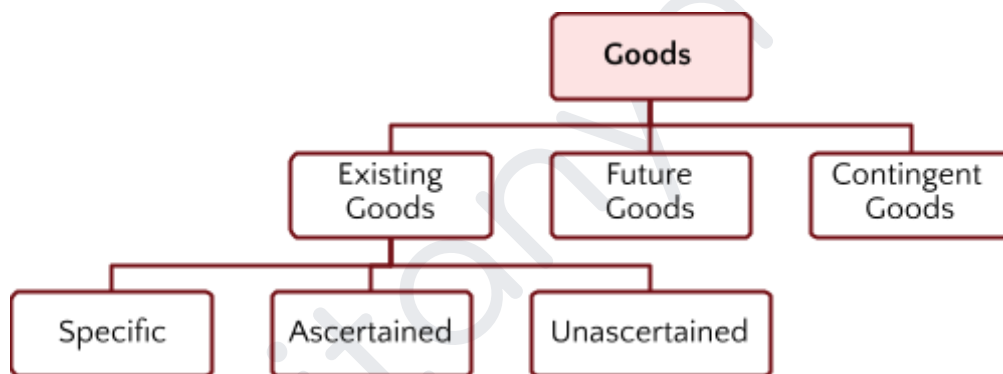 Goods
Existing
Goods
Future
Goods
Contingent
Goods
Specific
Ascertained
Unascertained